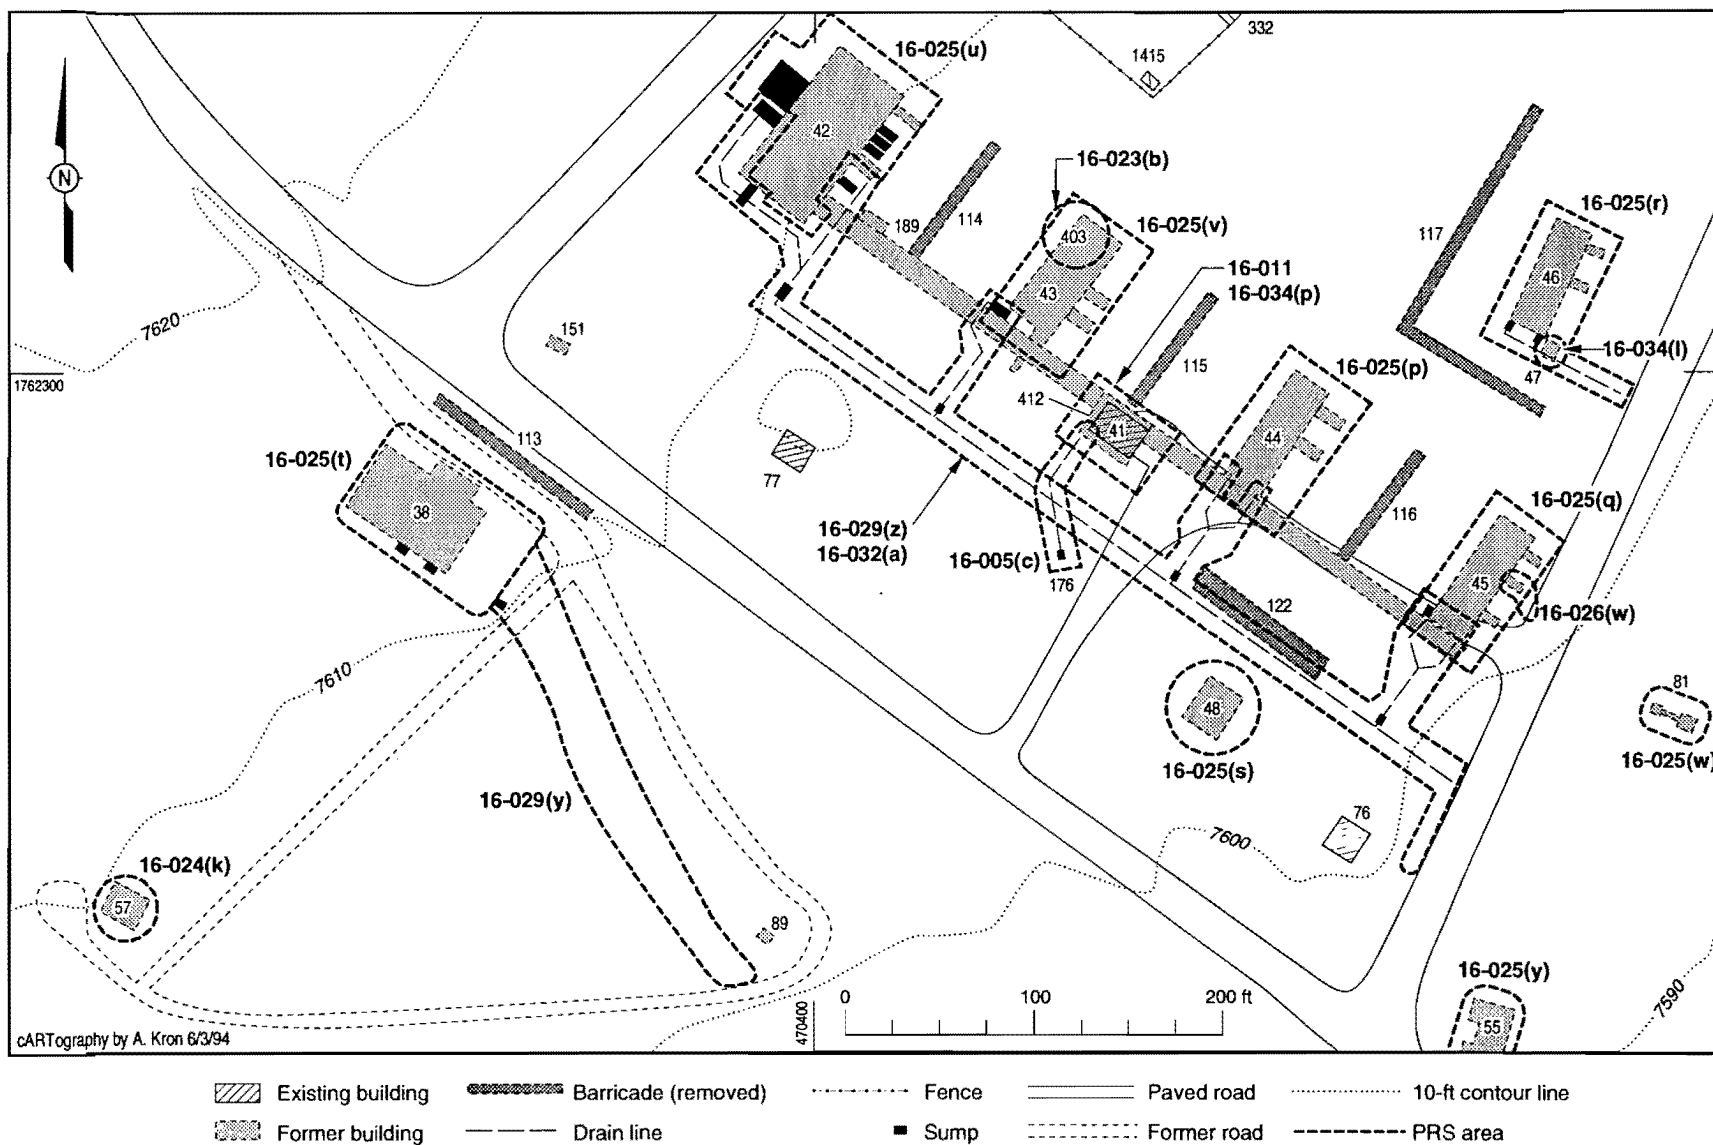 332
1415
16-025(u)
42
16-023(b)
114
189
403
16-025(v)
16-025(r)
117
46
16-011
16-034(p)
43
N
7620
151
115
16-034(l)
47
16-025(p)
1762300
412
41
44
113
16-025(t)
77
38
16-025(q)
116
16-029(z)
16-032(a)
16-005(c)
176
45
122
16-026(w)
7610
81
48
16-025(w)
16-025(s)
16-029(y)
76
7600
16-024(k)
57
89
16-025(y)
0 100 200 ft
470400
7590
55
cARTography by A. Kron 6/3/94
Existing building
Barricade (removed)
Fence
Paved road
10-ft contour line
Former building
Drain line
Sump
Former road
PRS area